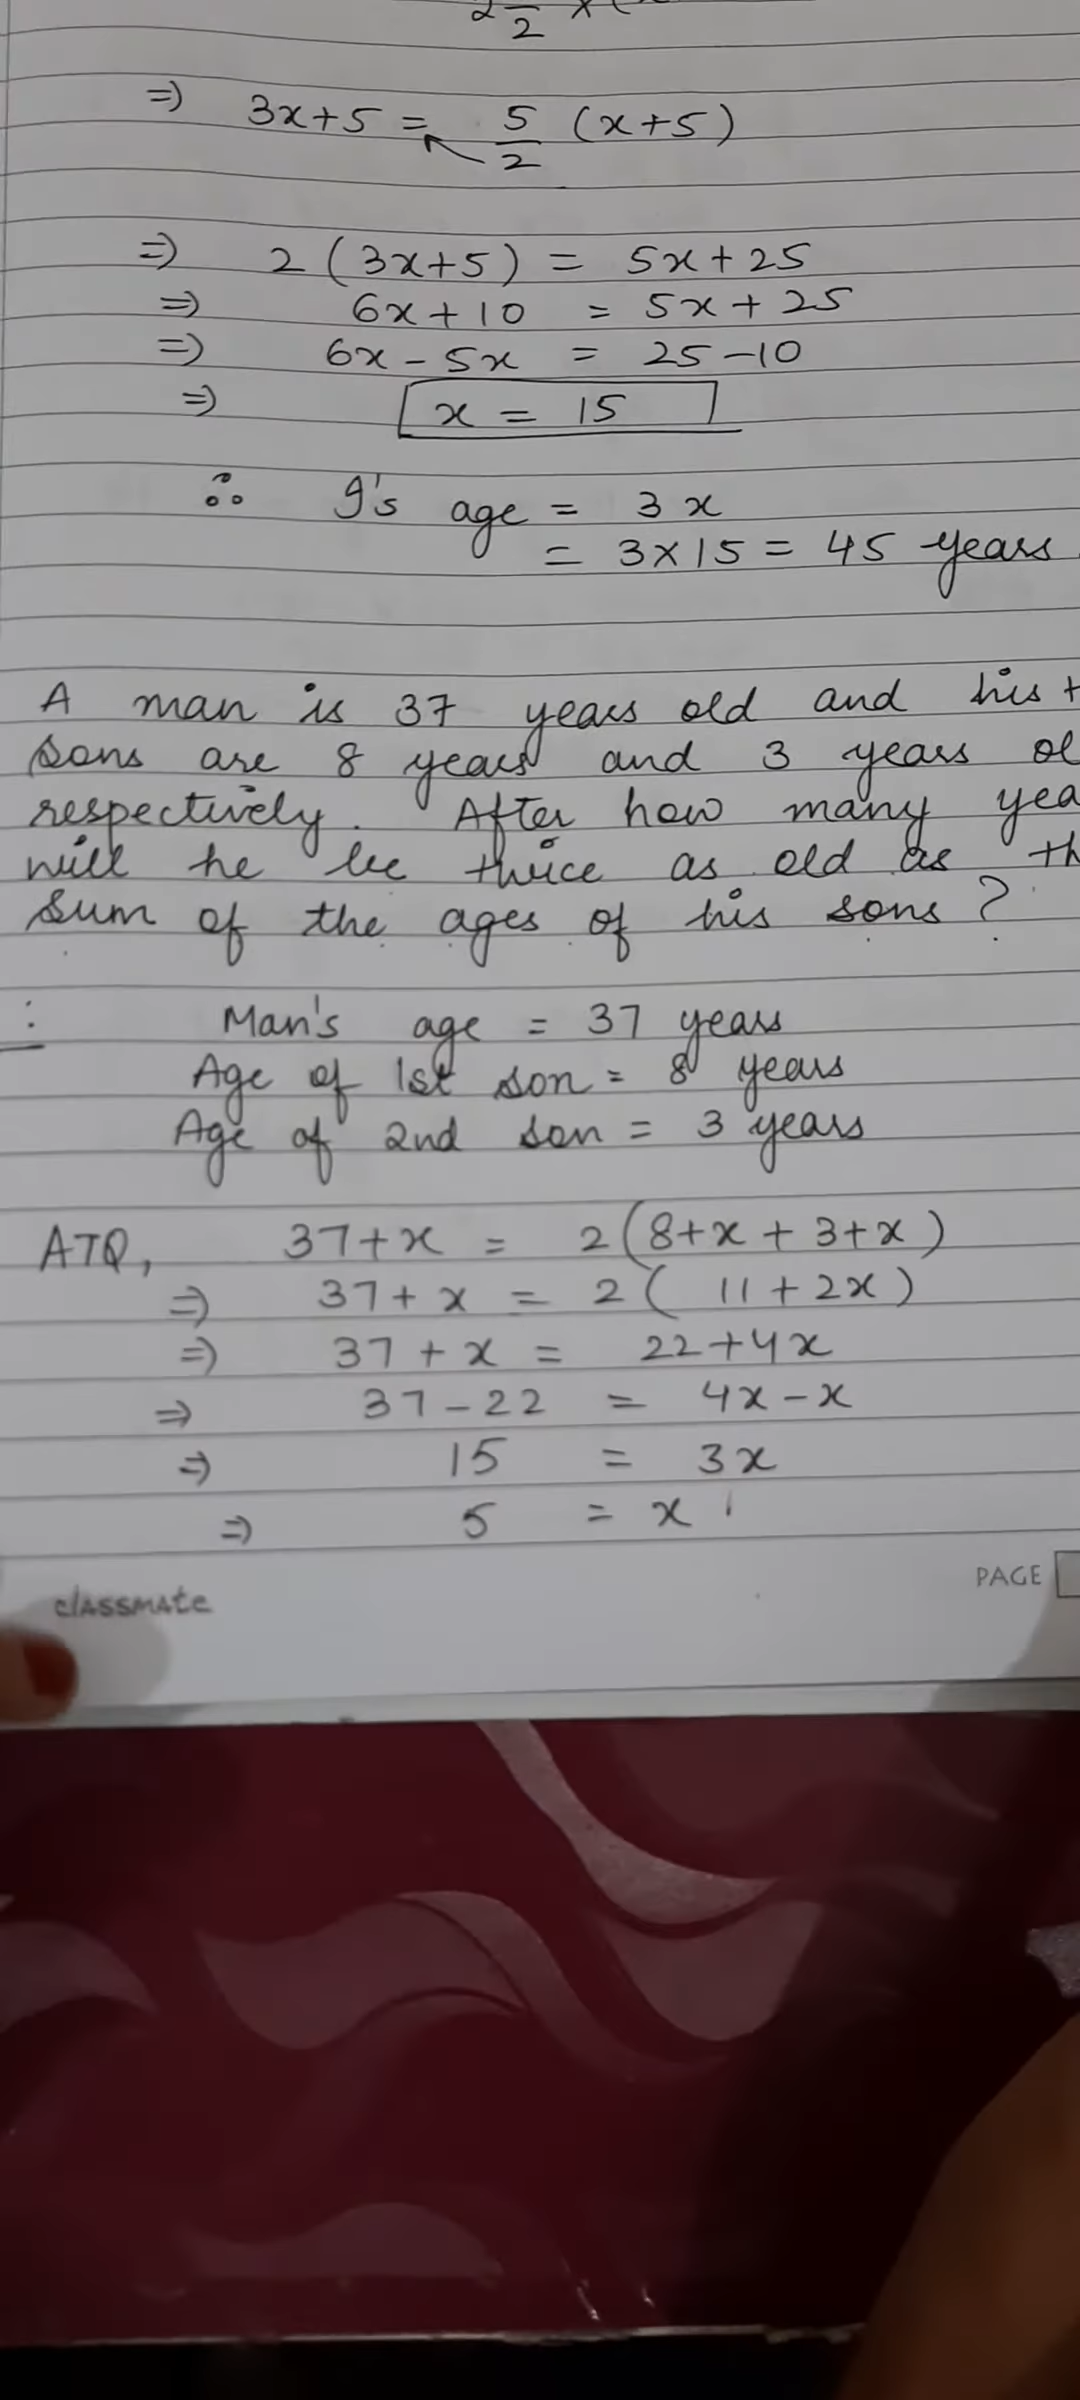 ⇒ 3x+5 = 5/2 (x+5)
⇒ 2(3x+5) = 5x+25
⇒ 6x+10 = 5x+25
⇒ 6x-5x = 25-10
⇒ x = 15
∴ I's age = 3x
= 3×15 = 45 years
A man is 37 years old and his
sons are 8 years and 3 years
respectively. After how many
will he be twice as old as
sum of the ages of his sons?
Man's age = 37 years
Age of 1st son = 8 years
Age of 2nd son = 3 years
ATQ, 37+x = 2(8+x+3+x)
⇒ 37+x = 2(11+2x)
⇒ 37+x = 22+4x
⇒ 37-22 = 4x-x
⇒ 15 = 3x
⇒ 5 = x
classmate PAGE